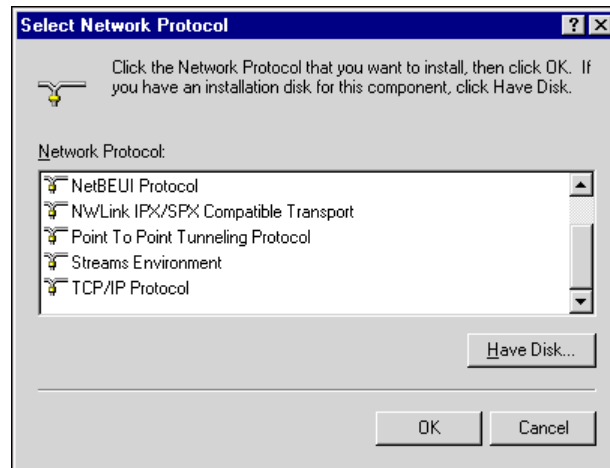 Select Network Protocol
Click the Network Protocol that you want to install, then click OK. If
you have an installation disk for this component, click Have Disk.
Network Protocol:
NetBEUI Protocol
NWLink IPX/SPX Compatible Transport
Point To Point Tunneling Protocol
Streams Environment
TCP/IP Protocol
Have Disk...
OK
Cancel